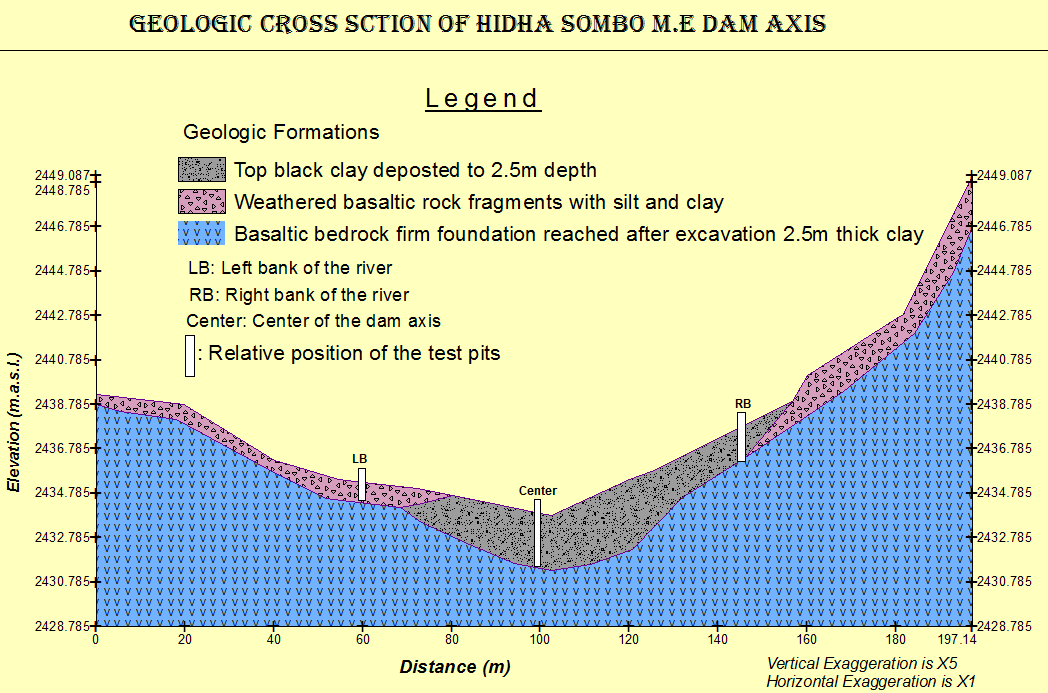 GEOLOGIC CROSS SCTION OF HIDHA SOMBO M.E DAM AXIS
Legend
Geologic Formations
Top black clay deposted to 2.5m depth
Weathered basaltic rock fragments with silt and clay
Basaltic bedrock firm foundation reached after excavation 2.5m thick clay
LB: Left bank of the river
RB: Right bank of the river
Center: Center of the dam axis
: Relative position of the test pits
2449.087
2448.785
2446.785
2444.785
2442.785
2440.785
2438.785
2436.785
2434.785
2432.785
2430.785
2428.785
Elevation (m.a.s.l.)
LB
Center
RB
2449.087
2446.785
2444.785
2442.785
2440.785
2438.785
2436.785
2434.785
2432.785
2430.785
2428.785
0 20 40 60 80 100 120 140 160 180 197.14
Distance (m)
Vertical Exaggeration is X5
Horizontal Exaggeration is X1